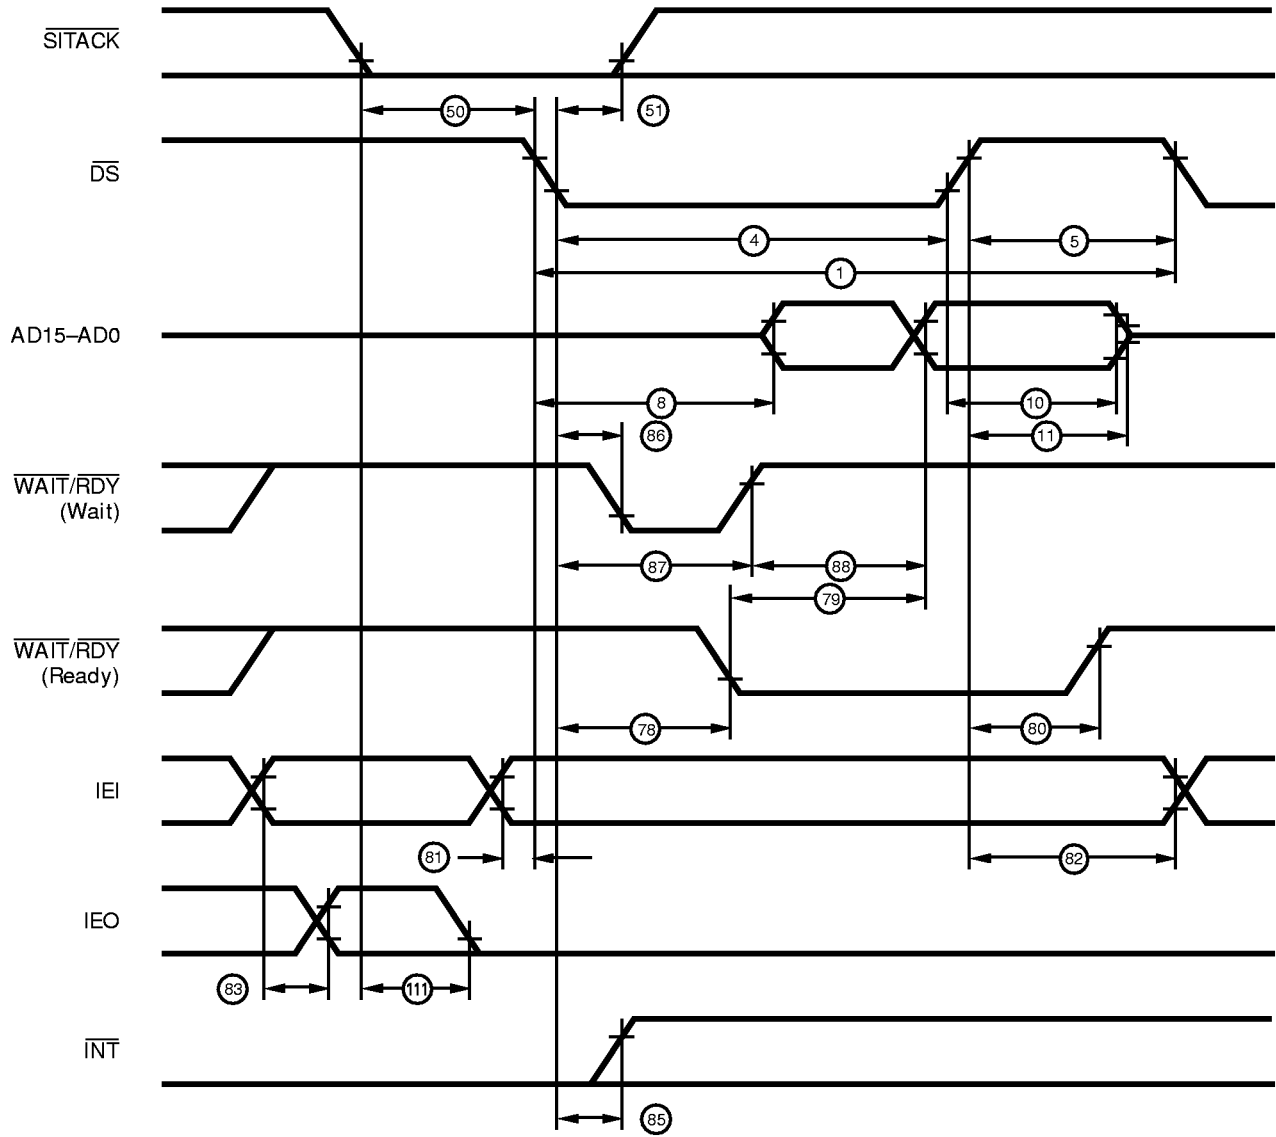 SITACK
50
51
DS
4
5
1
AD15–AD0
8
10
86
11
WAIT/RDY
(Wait)
87
88
79
WAIT/RDY
(Ready)
78
80
IEI
81
82
IEO
83
111
INT
85